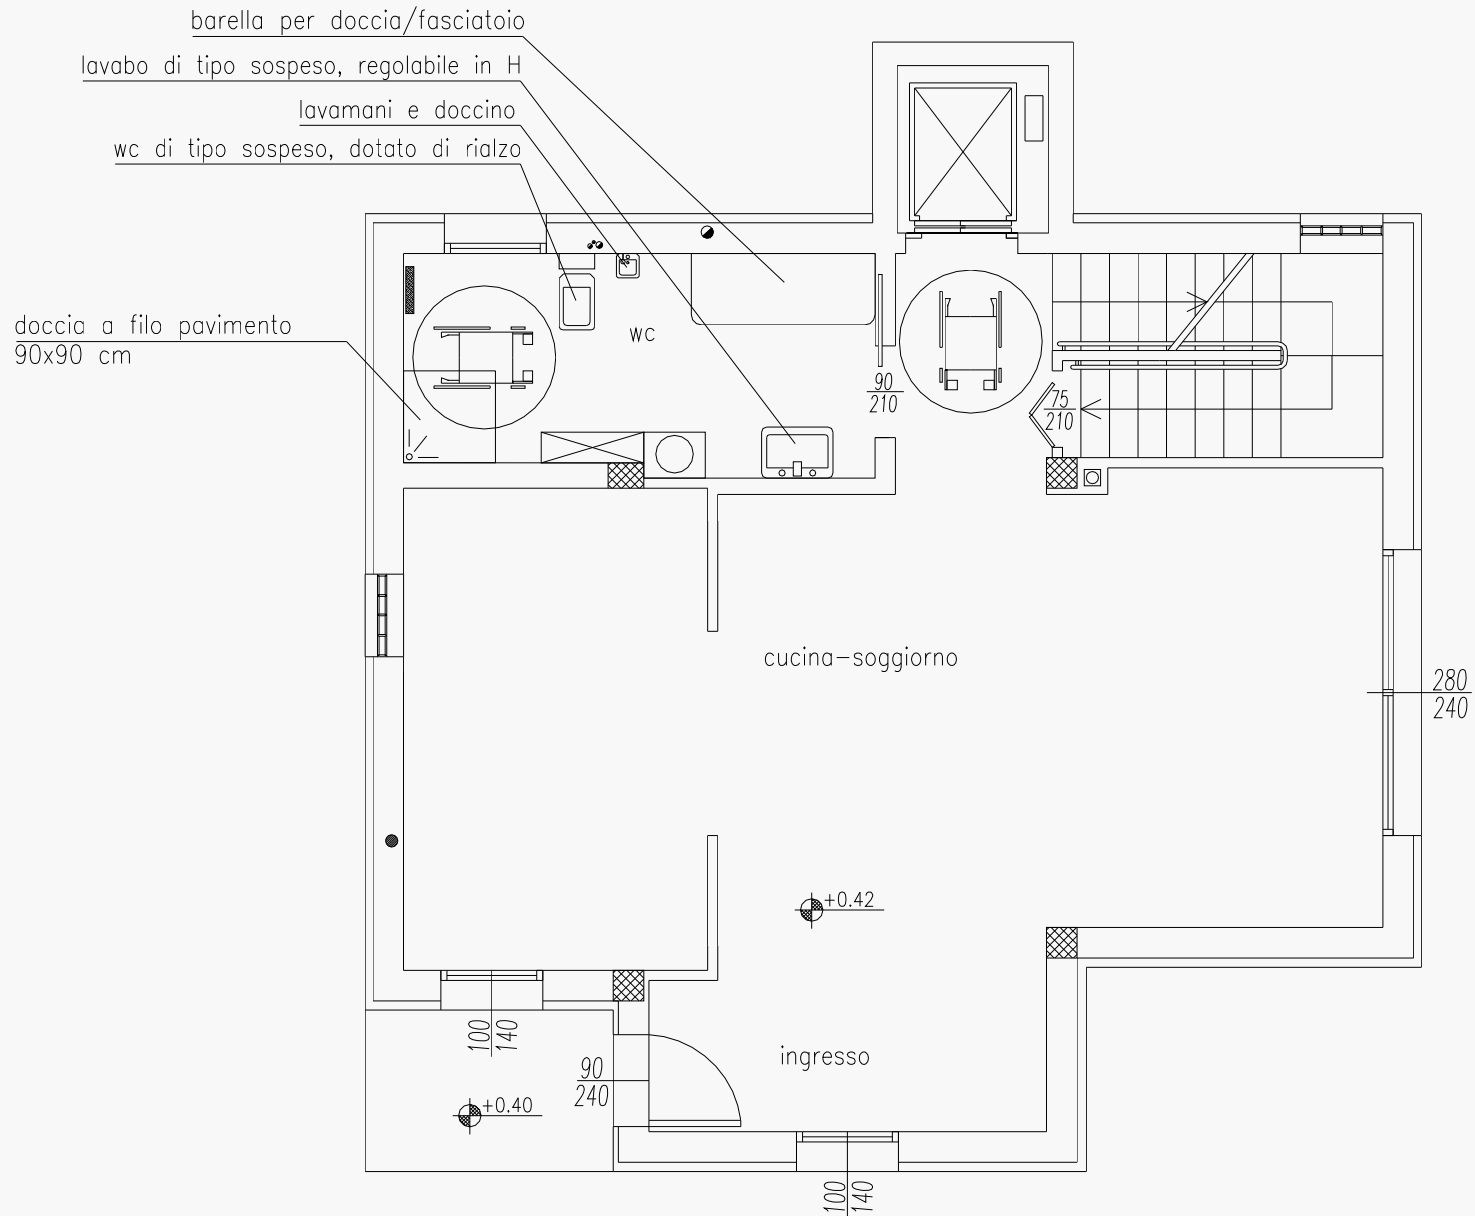 barella per doccia/fasciatoio
lavabo di tipo sospeso, regolabile in H
lavamani e doccino
wc di tipo sospeso, dotato di rialzo
doccia a filo pavimento
90x90 cm
wc
90
210
75
210
cucina-soggiorno
280
240
+0.42
100
140
ingresso
90
240
+0.40
100
140